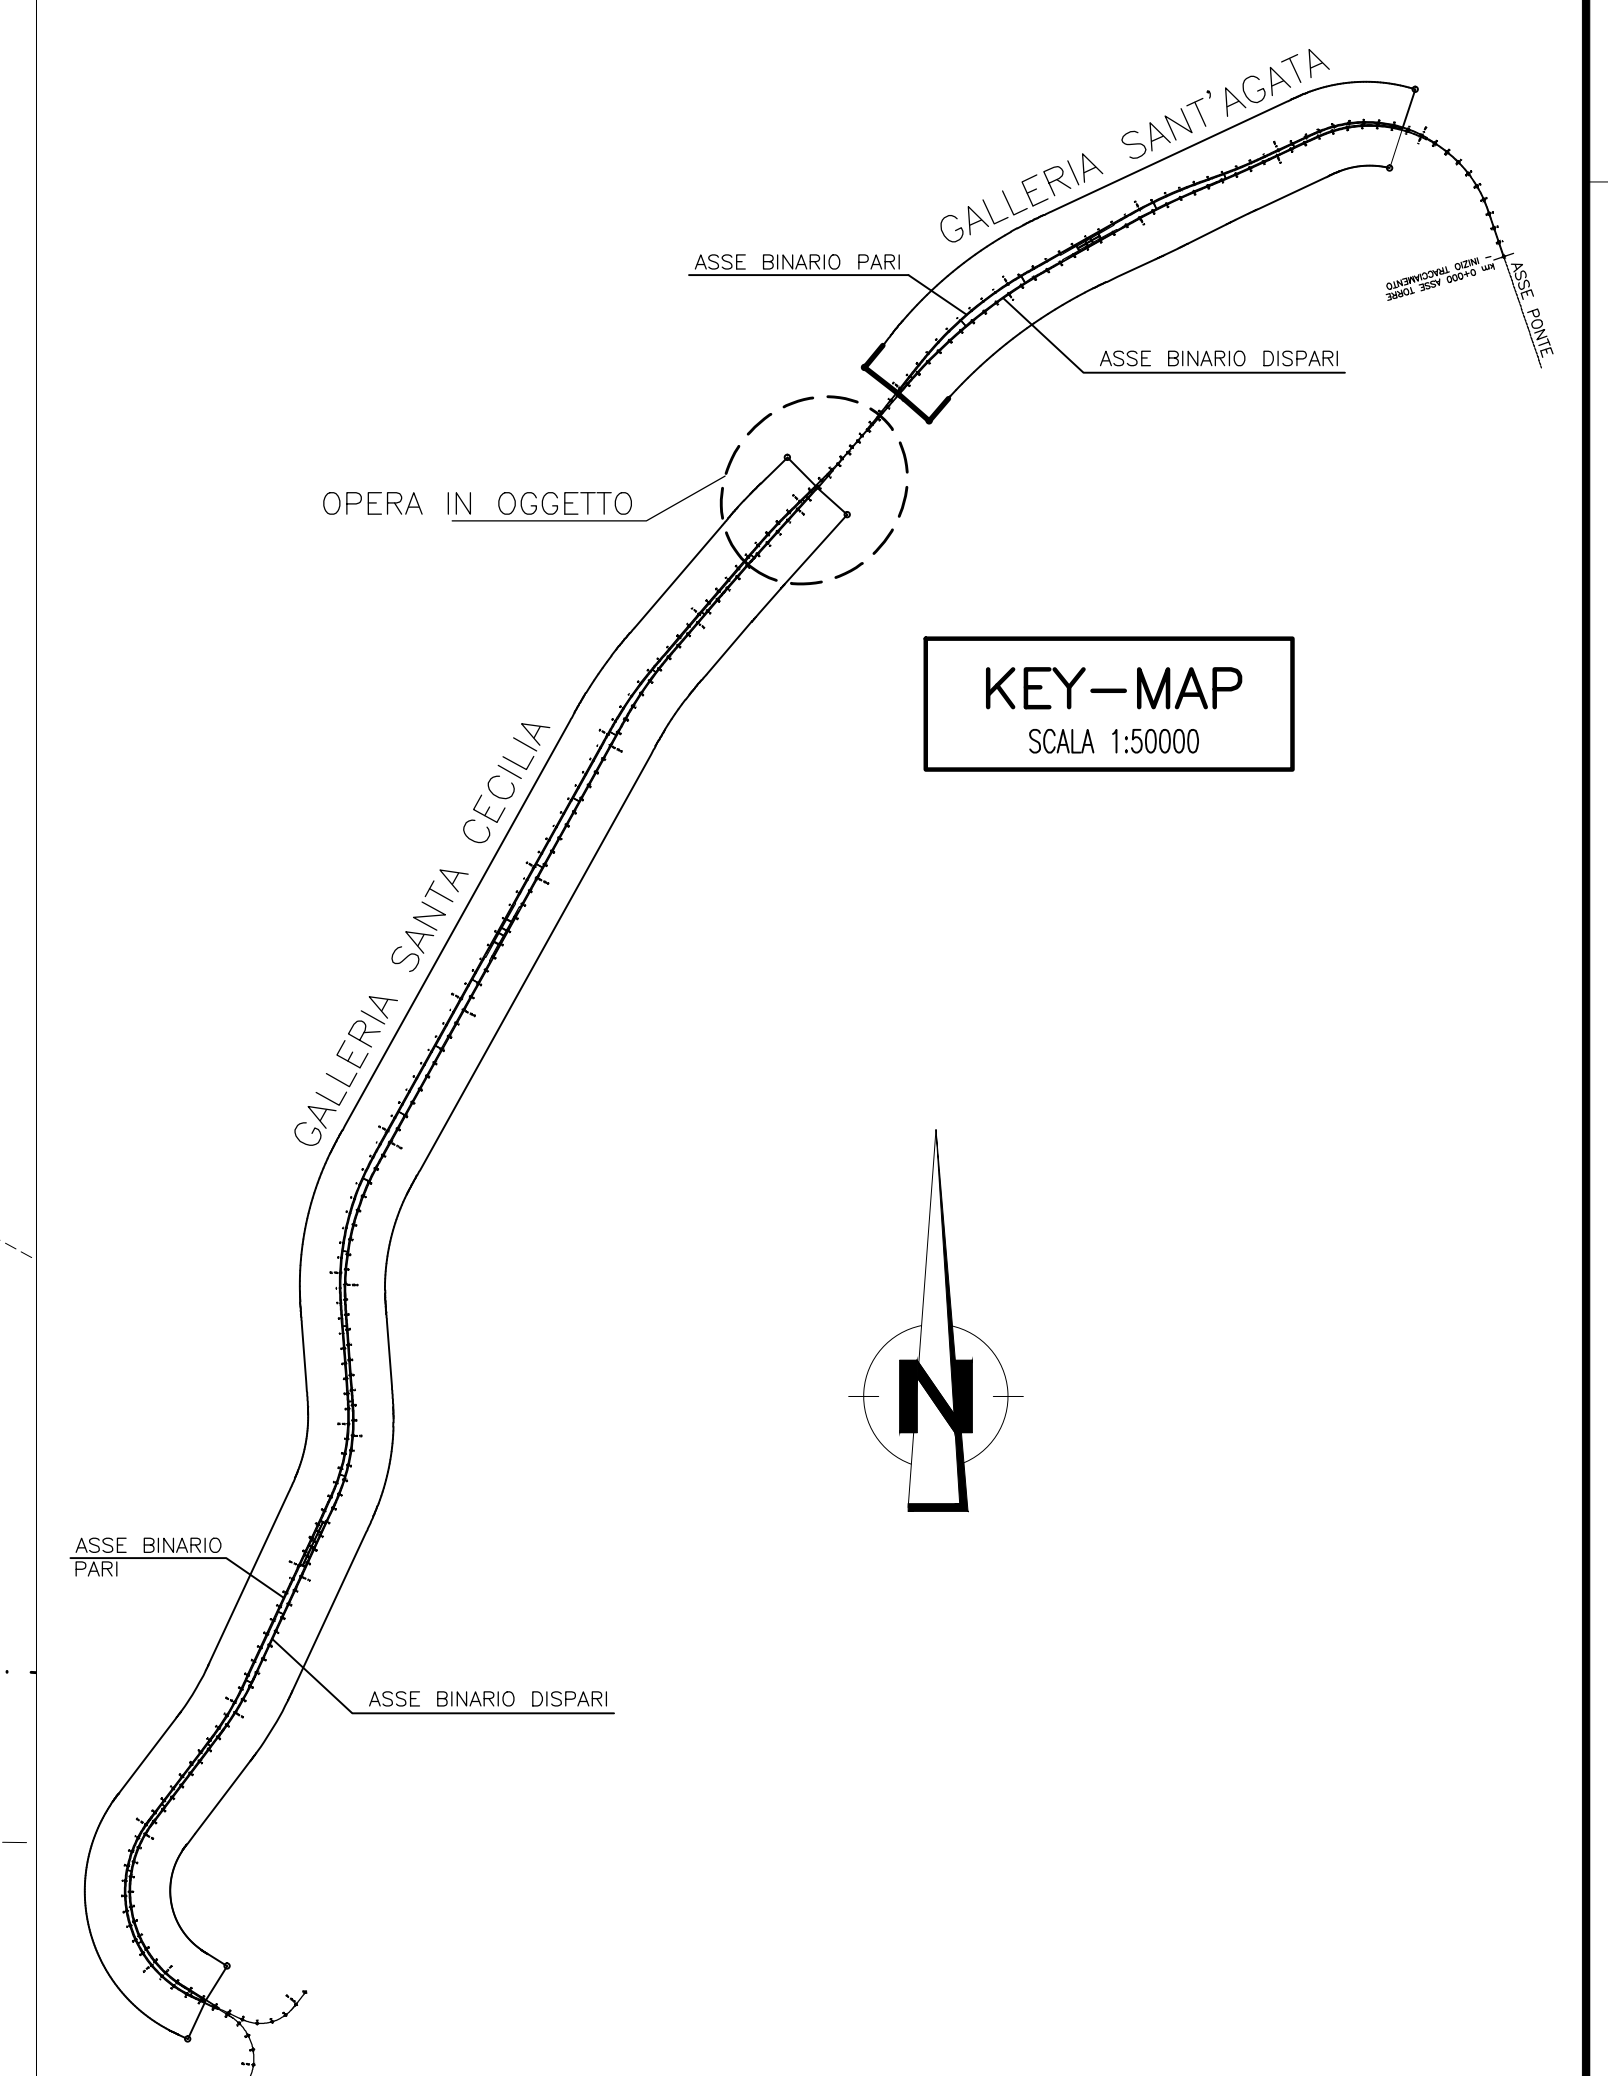 GALLERIA SANT'AGATA
ASSE BINARIO PARI
km 0+000 ASSE TORRE
- INIZIO TRACCIAMENTO
ASSE PONTE
ASSE BINARIO DISPARI
OPERA IN OGGETTO
KEY-MAP
SCALA 1:50000
GALLERIA SANTA CECILIA
N
ASSE BINARIO
PARI
ASSE BINARIO DISPARI